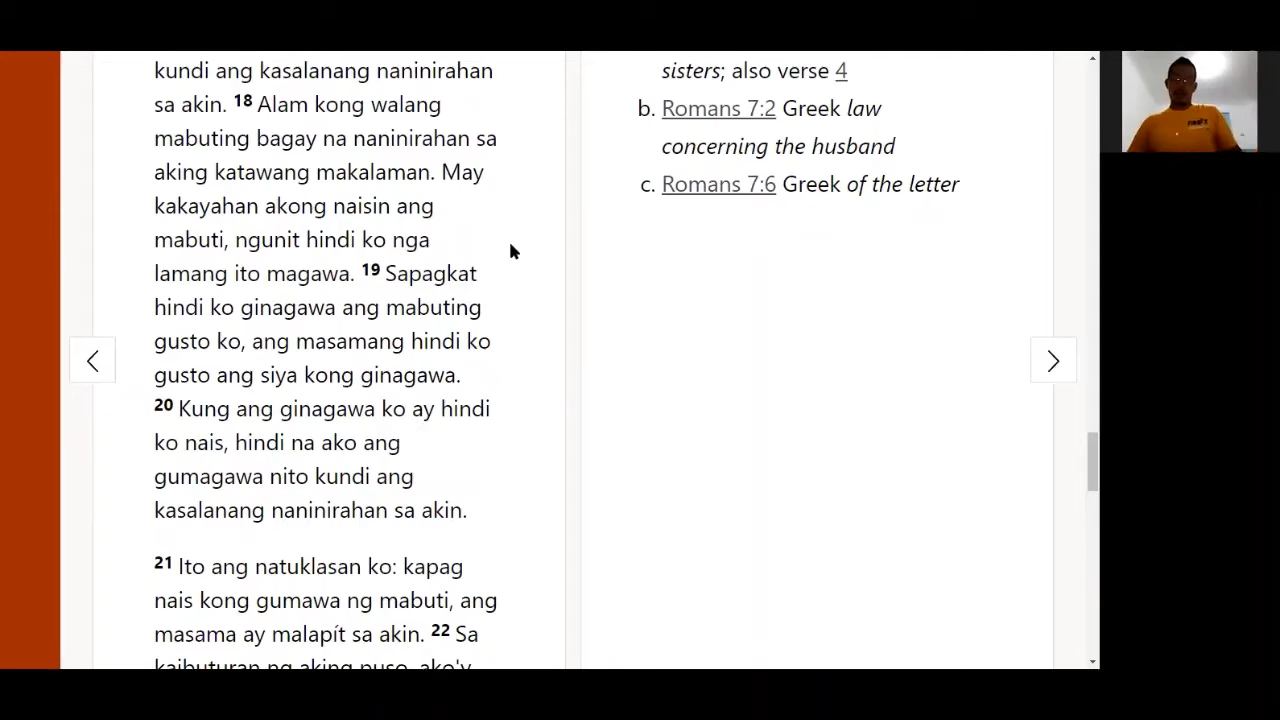 kundi ang kasalanang naninirahan
sa akin. 18 Alam kong walang
mabuting bagay na naninirahan sa
aking katawang makalaman. May
kakayahan akong naisin ang
mabuti, ngunit hindi ko nga
lamang ito magawa. 19 Sapagkat
hindi ko ginagawa ang mabuting
gusto ko, ang masamang hindi ko
gusto ang siya kong ginagawa.
20 Kung ang ginagawa ko ay hindi
ko nais, hindi na ako ang
gumagawa nito kundi ang
kasalanang naninirahan sa akin.
21 Ito ang natuklasan ko: kapag
nais kong gumawa ng mabuti, ang
masama ay malapít sa akin. 22 Sa
kaibuturan ng aking puso, ako'y
sisters; also verse 4
b. Romans 7:2 Greek law
concerning the husband
c. Romans 7:6 Greek of the letter